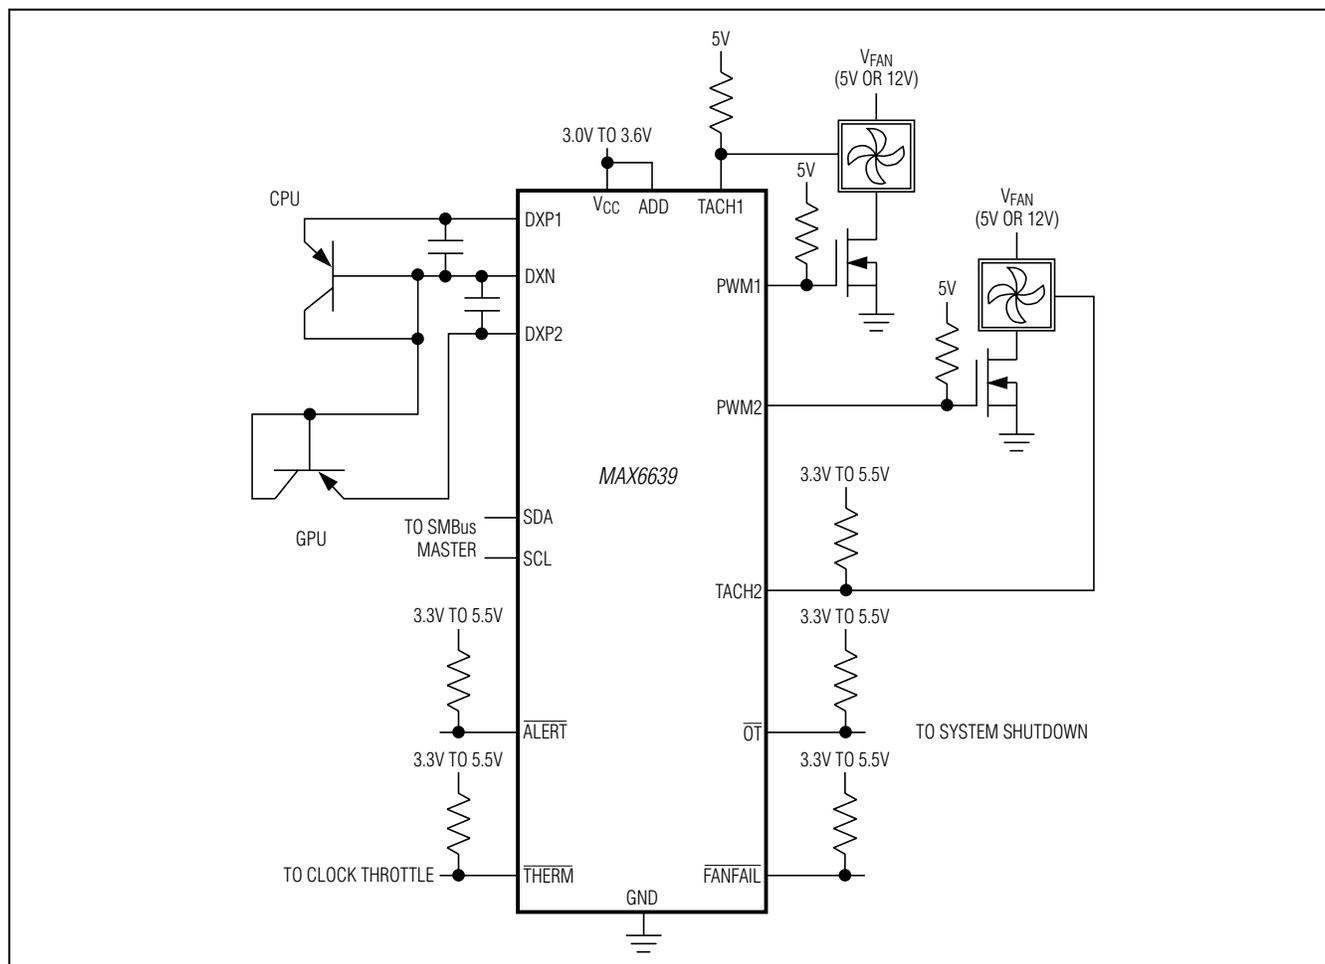 5V
VFAN
(5V OR 12V)
3.0V TO 3.6V
5V
CPU
VCC
ADD
TACH1
VFAN
(5V OR 12V)
DXP1
DXN
PWM1
5V
DXP2
PWM2
MAX6639
3.3V TO 5.5V
SDA
TO SMBus
MASTER
GPU
SCL
TACH2
3.3V TO 5.5V
3.3V TO 5.5V
ALERT
OT
TO SYSTEM SHUTDOWN
3.3V TO 5.5V
3.3V TO 5.5V
TO CLOCK THROTTLE
THERM
FANFAIL
GND